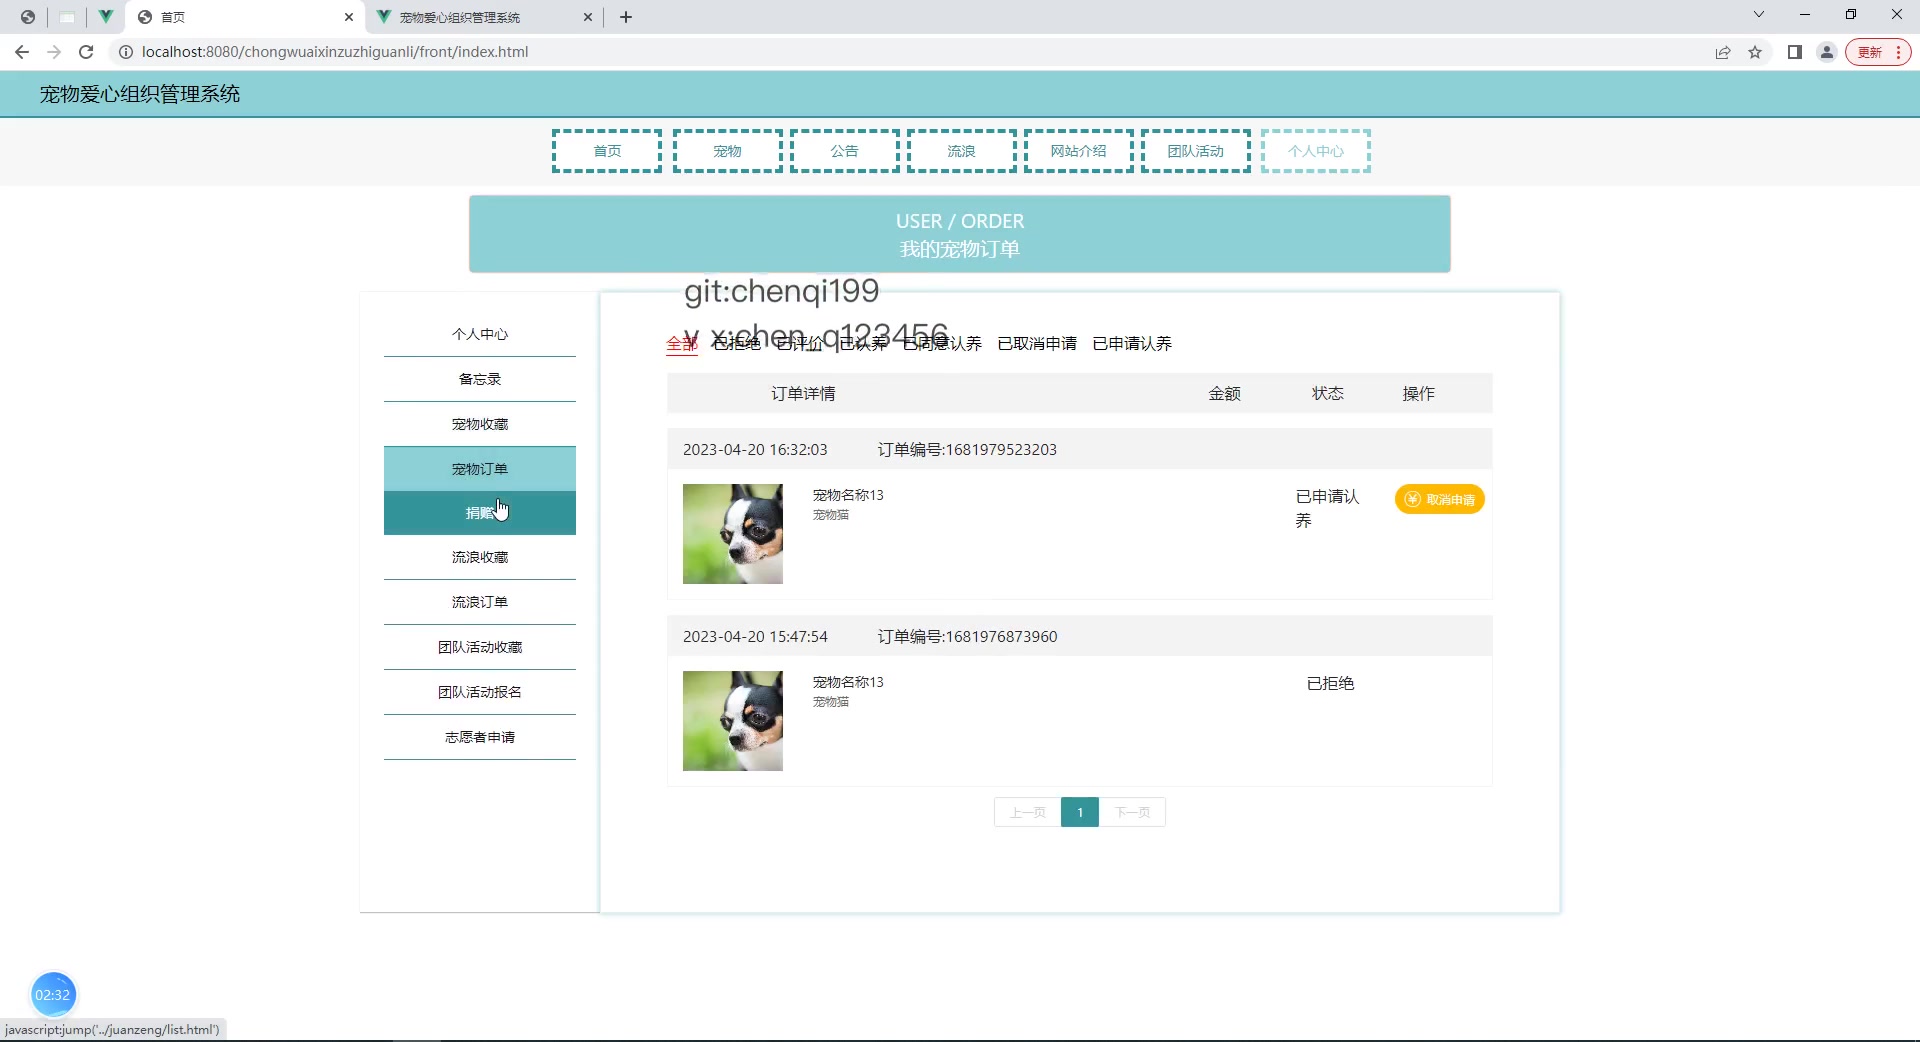 首页
宠物爱心组织管理系统
localhost:8080/chongwuaixinzuzhiguanli/front/index.html
更新
宠物爱心组织管理系统
首页 宠物 公告 流浪 网站介绍 团队活动 个人中心
USER / ORDER
我的宠物订单
git:chenqi199
v x:chen_q123456
个人中心
备忘录
宠物收藏
宠物订单
捐赠
流浪收藏
流浪订单
团队活动收藏
团队活动报名
志愿者申请
全部 已拒绝 已评价 已认养 已同意认养 已取消申请 已申请认养
订单详情 金额 状态 操作
2023-04-20 16:32:03 订单编号:1681979523203
宠物名称13
宠物猫
已申请认
养
取消申请
2023-04-20 15:47:54 订单编号:1681976873960
宠物名称13
宠物猫
已拒绝
上一页 1 下一页
02:32
javascript:jump('../juanzeng/list.html')